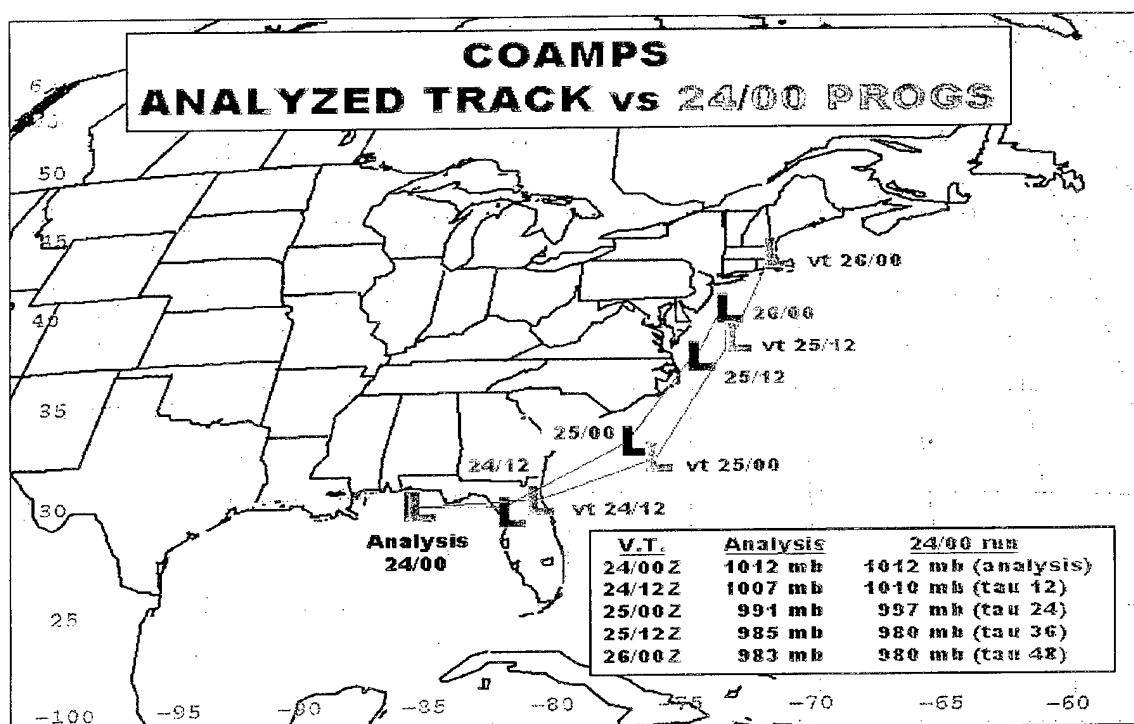 COAMPS
ANALYZED TRACK vs 24/00 PROGS
50
45
vt 26/00
40
26/00
vt 25/12
25/12
35
25/00
24/12
vt 25/00
30
vt 24/12
Analysis
24/00
V.T. Analysis 24/00 run
24/00Z 1012 mb 1012 mb (analysis)
24/12Z 1007 mb 1010 mb (tau 12)
25/00Z 991 mb 997 mb (tau 24)
25/12Z 985 mb 980 mb (tau 36)
26/00Z 983 mb 980 mb (tau 48)
25
L
L
L
L
L
L
L
L
L
-100 -95 -90 -85 -80 -75 -70 -65 -60